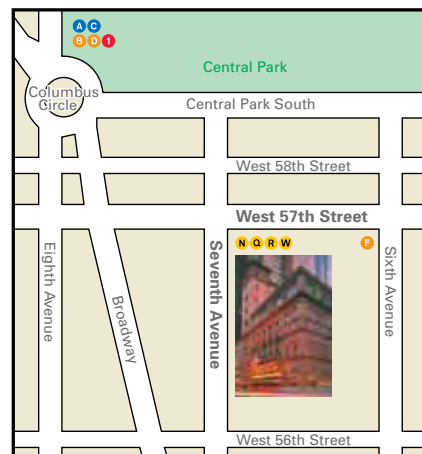 A C
B D 1
Central Park
Columbus
Circle
Central Park South
West 58th Street
West 57th Street
N Q R W
F
Eighth Avenue
Broadway
Seventh Avenue
Sixth Avenue
West 56th Street